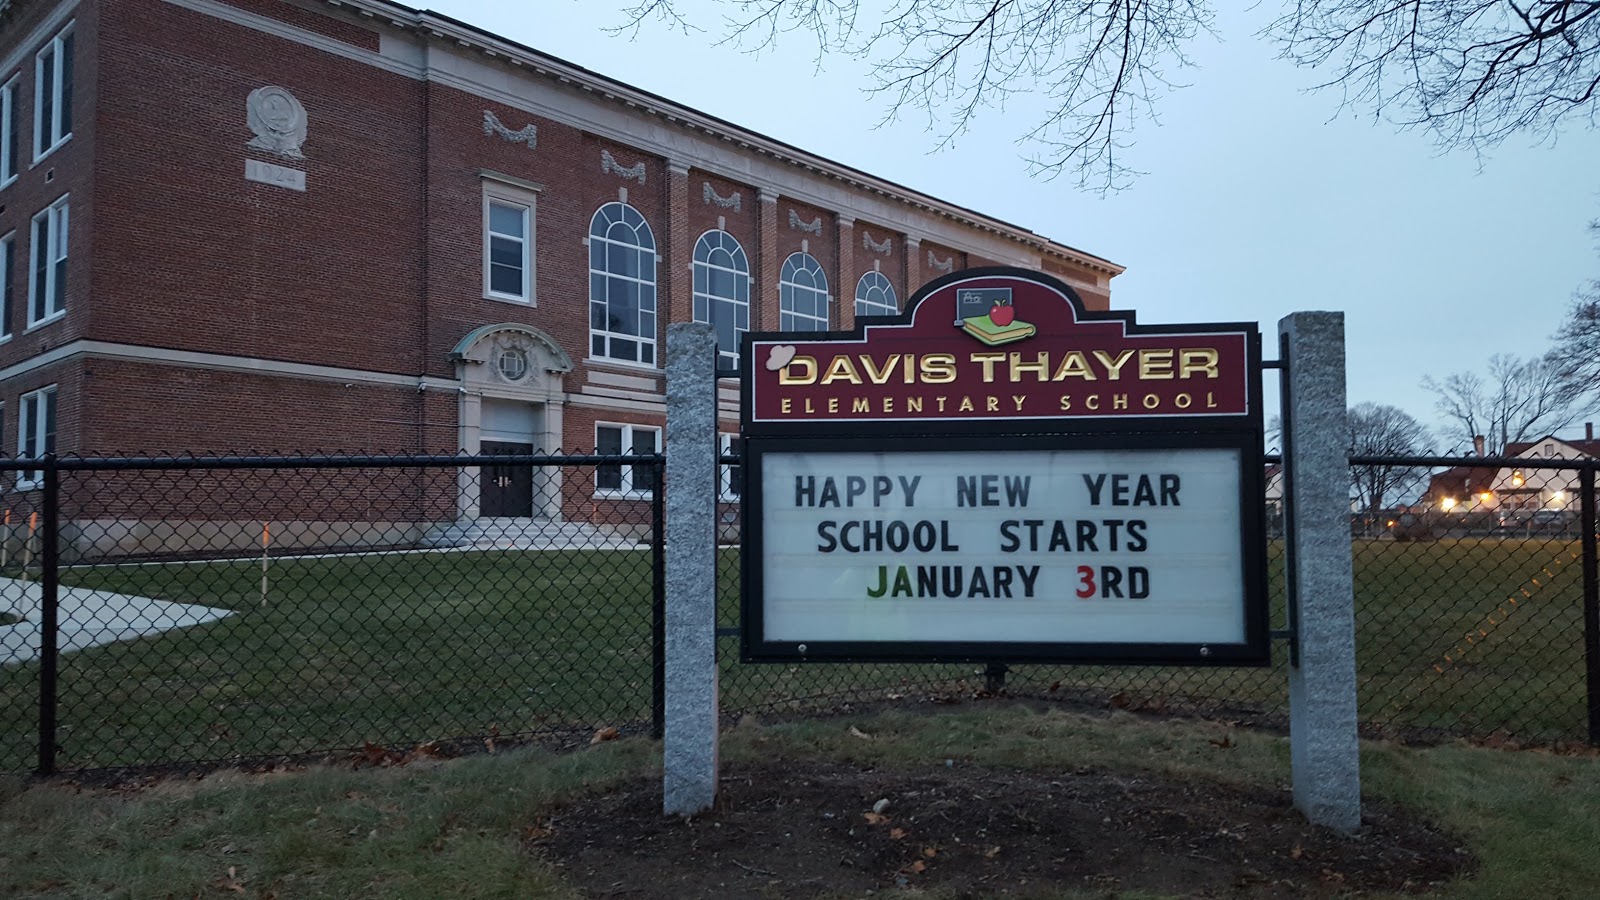 1924
DAVIS THAYER
ELEMENTARY SCHOOL
HAPPY NEW YEAR
SCHOOL STARTS
JANUARY 3RD